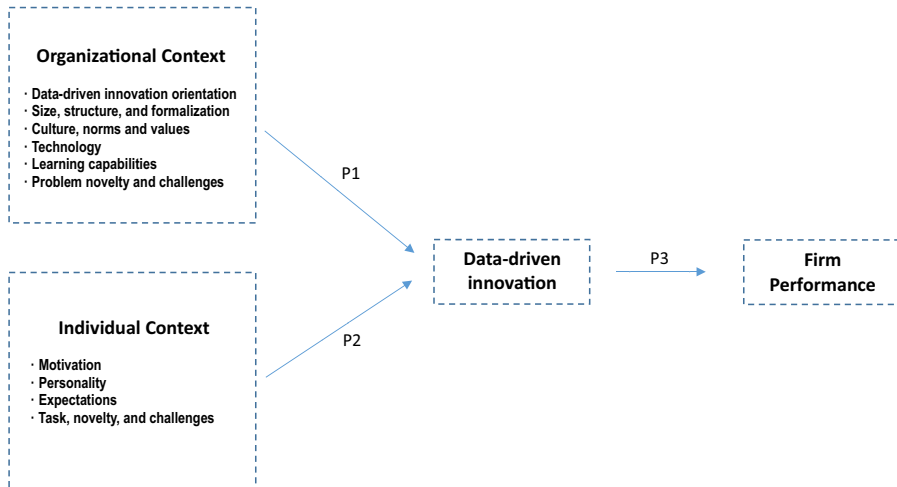 Organizational Context
· Data-driven innovation orientation
· Size, structure, and formalization
· Culture, norms and values
· Technology
· Learning capabilities
· Problem novelty and challenges
P1
Data-driven
innovation
P3
Firm
Performance
Individual Context
· Motivation
· Personality
· Expectations
· Task, novelty, and challenges
P2